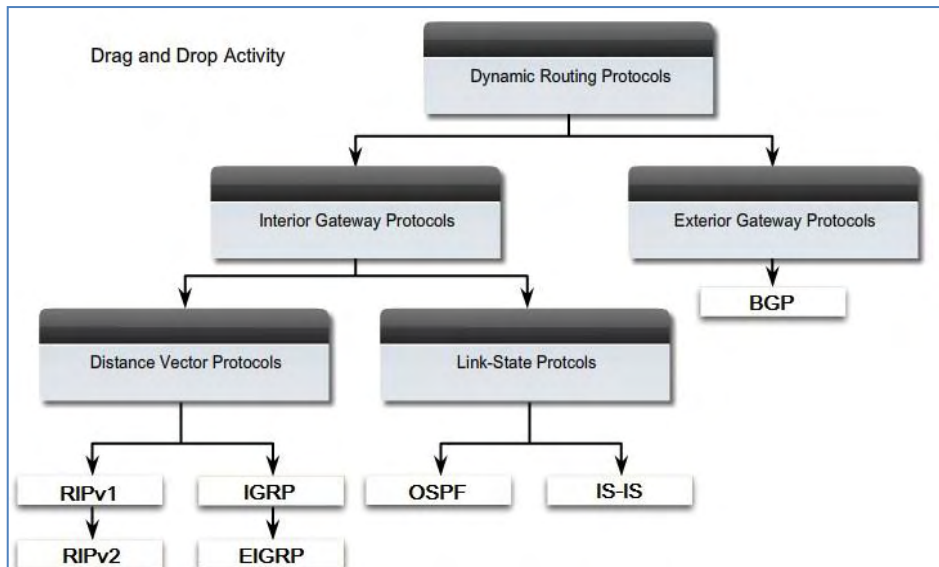 Drag and Drop Activity
Dynamic Routing Protocols
Interior Gateway Protocols
Exterior Gateway Protocols
BGP
Distance Vector Protocols
Link-State Protcols
RIPv1
IGRP
OSPF
IS-IS
RIPv2
EIGRP